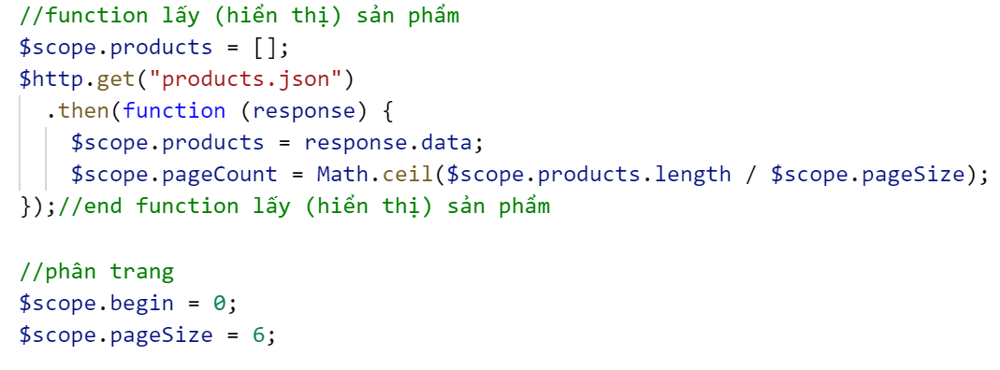 //function lấy (hiển thị) sản phẩm
$scope.products = [];
$http.get("products.json")
  .then(function (response) {
    $scope.products = response.data;
    $scope.pageCount = Math.ceil($scope.products.length / $scope.pageSize);
});//end function lấy (hiển thị) sản phẩm

//phân trang
$scope.begin = 0;
$scope.pageSize = 6;